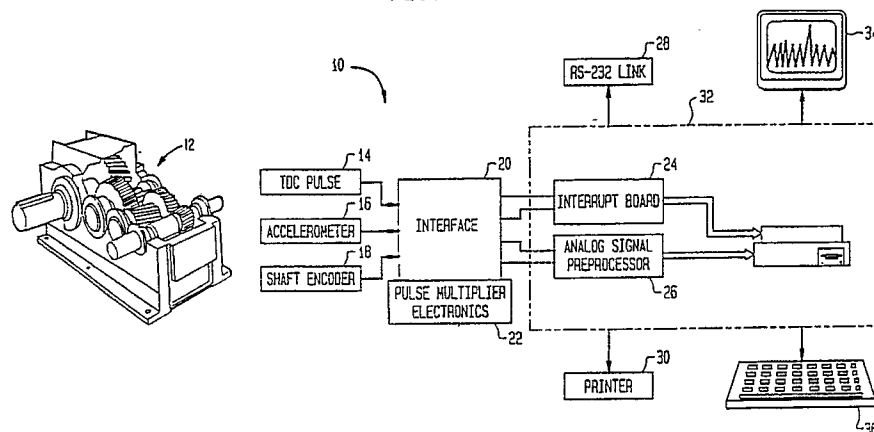 10
12
14
TDC PULSE
16
ACCELEROMETER
18
SHAFT ENCODER
20
INTERFACE
PULSE MULTIPLIER
ELECTRONICS
22
28
RS-232 LINK
32
24
INTERRUPT BOARD
ANALOG SIGNAL
PREPROCESSOR
26
30
PRINTER